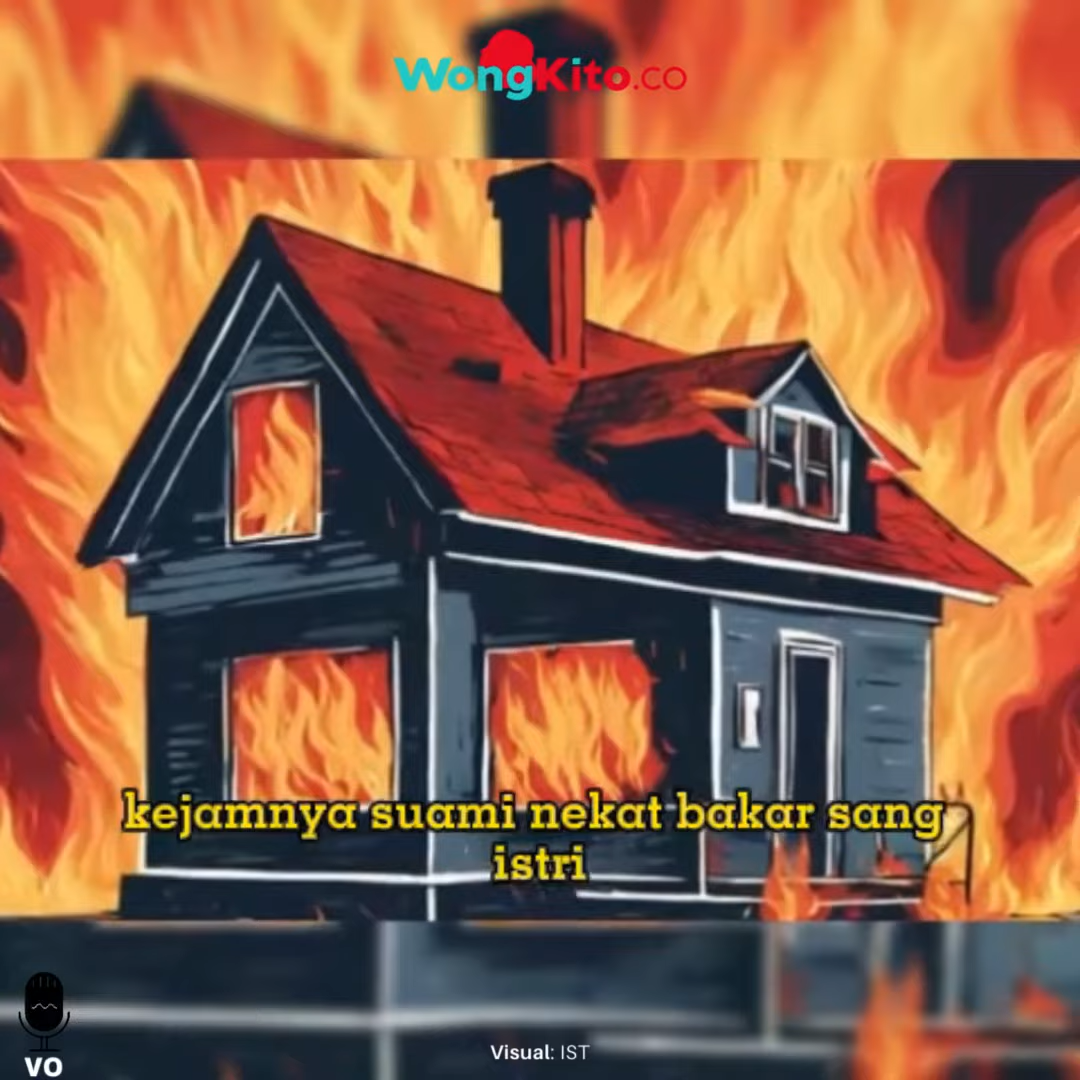 WongKito.co
kejamnya suami nekat bakar sang
istri
VO
Visual: IST